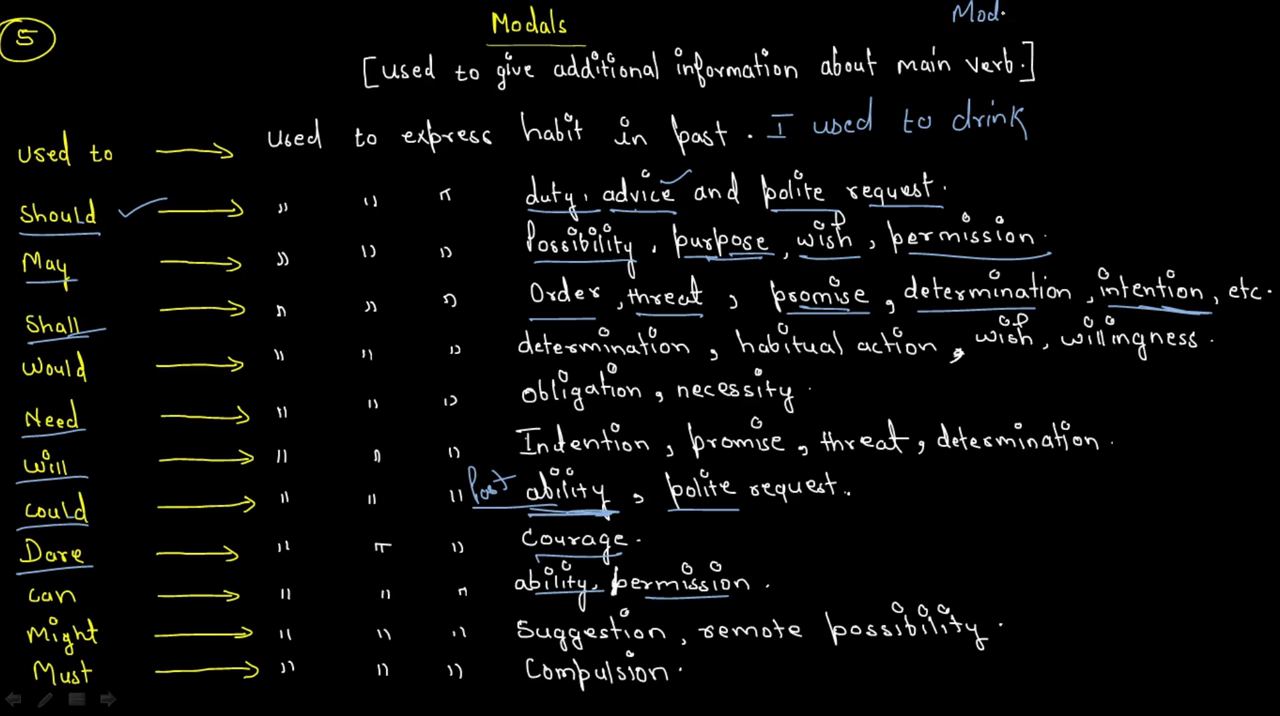 5
Modals
Mod.
[used to give additional information about main verb.]
Used to → used to express habit in past. I used to drink
Should ✓ → " " " duty, advice ✓ and polite request.
May → " " " Possibility, purpose, wish, permission.
Shall → " " " Order, threat, promise, determination, intention, etc.
Would → " " " determination, habitual action, wish, willingness.
Need → " " " obligation, necessity.
Will → " " " Indention, promise, threat, determination.
Could → " " " Past ability, polite request.
Dare → " " " Courage.
Can → " " " ability, permission.
Might → " " " Suggestion, remote possibility.
Must → " " " Compulsion.